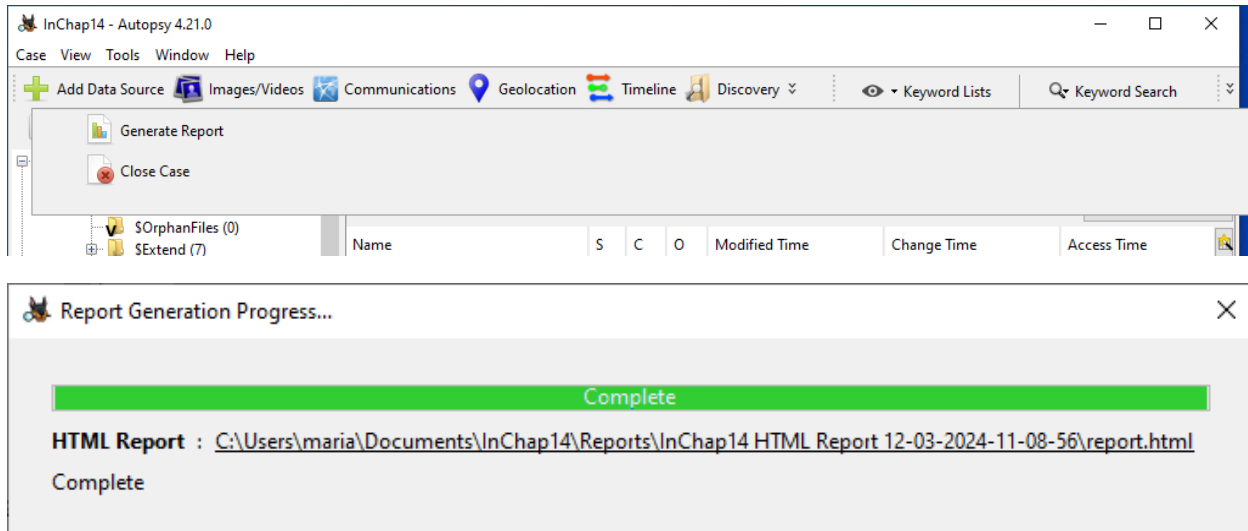 InChap14 - Autopsy 4.21.0
Case View Tools Window Help
Add Data Source Images/Videos Communications Geolocation Timeline Discovery Keyword Lists Keyword Search
Generate Report
Close Case
$OrphanFiles (0)
$Extend (7)
Name S C O Modified Time Change Time Access Time
Report Generation Progress...
Complete
HTML Report : C:\Users\maria\Documents\InChap14\Reports\InChap14 HTML Report 12-03-2024-11-08-56\report.html
Complete